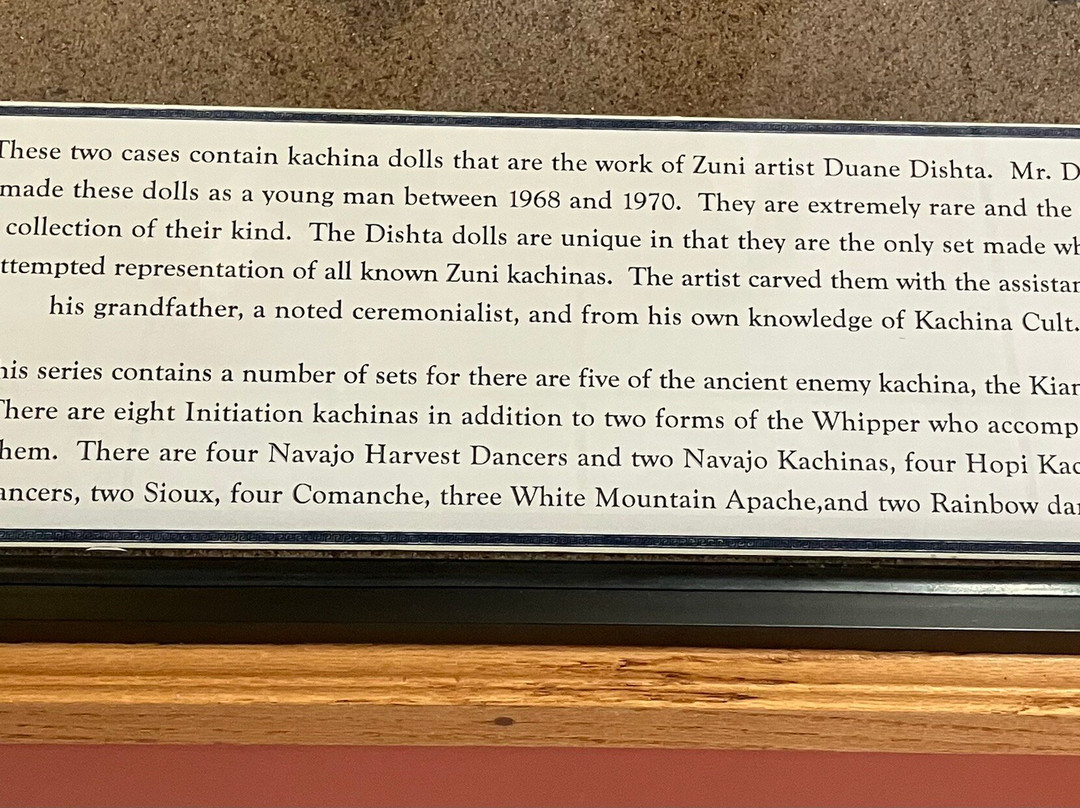 These two cases contain kachina dolls that are the work of Zuni artist Duane Dishta. Mr. D
made these dolls as a young man between 1968 and 1970. They are extremely rare and the
collection of their kind. The Dishta dolls are unique in that they are the only set made wh
ttempted representation of all known Zuni kachinas. The artist carved them with the assistan
his grandfather, a noted ceremonialist, and from his own knowledge of Kachina Cult.
his series contains a number of sets for there are five of the ancient enemy kachina, the Kian
There are eight Initiation kachinas in addition to two forms of the Whipper who accomp
hem. There are four Navajo Harvest Dancers and two Navajo Kachinas, four Hopi Kac
ancers, two Sioux, four Comanche, three White Mountain Apache,and two Rainbow dan